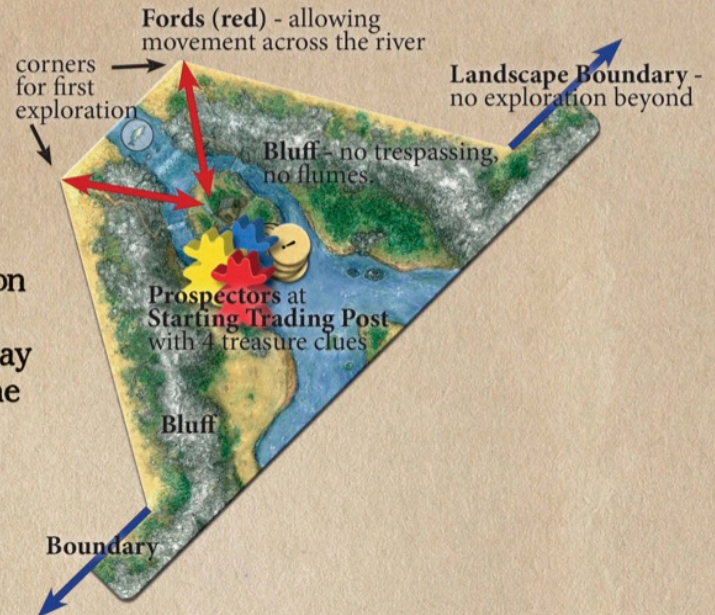 Fords (red) - allowing
movement across the river
corners
for first
exploration
Landscape Boundary -
no exploration beyond
Bluff - no trespassing,
no flumes.
on
ay
ne
Prospectors at
Starting Trading Post
with 4 treasure clues
Bluff
Boundary